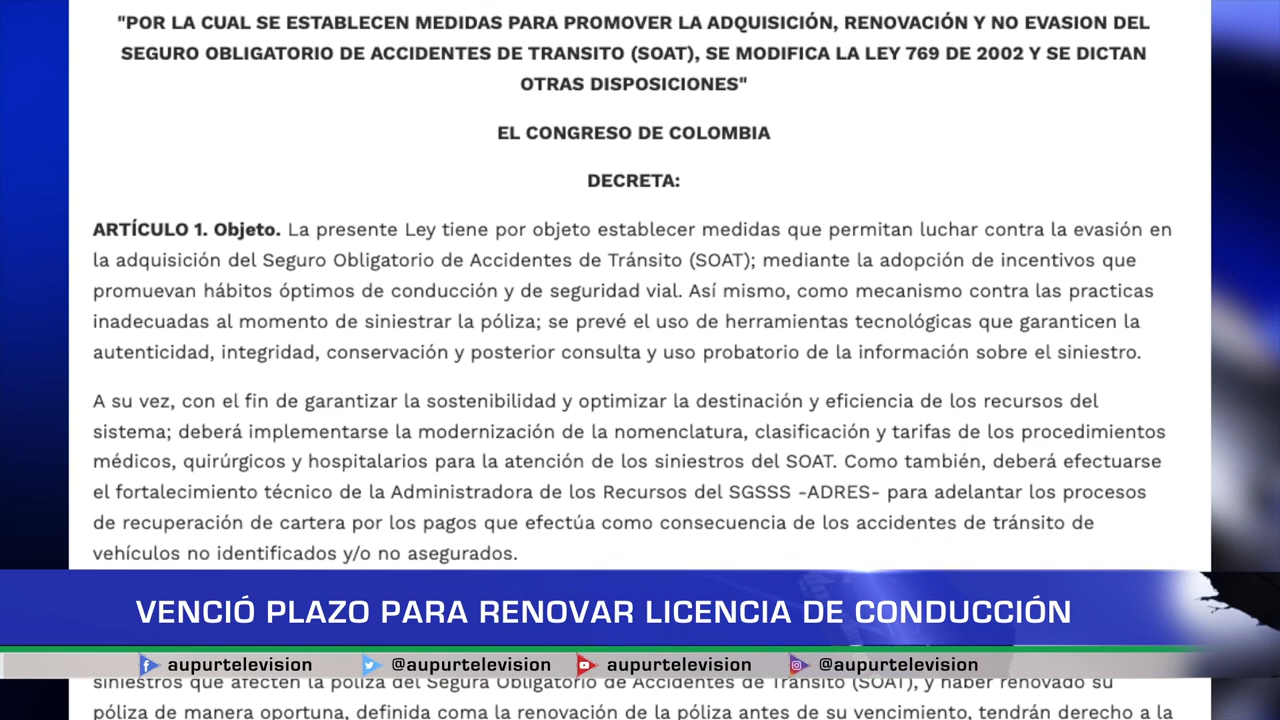 "POR LA CUAL SE ESTABLECEN MEDIDAS PARA PROMOVER LA ADQUISICIÓN, RENOVACIÓN Y NO EVASION DEL
SEGURO OBLIGATORIO DE ACCIDENTES DE TRANSITO (SOAT), SE MODIFICA LA LEY 769 DE 2002 Y SE DICTAN
OTRAS DISPOSICIONES"
EL CONGRESO DE COLOMBIA
DECRETA:
ARTÍCULO 1. Objeto. La presente Ley tiene por objeto establecer medidas que permitan luchar contra la evasión en
la adquisición del Seguro Obligatorio de Accidentes de Tránsito (SOAT); mediante la adopción de incentivos que
promuevan hábitos óptimos de conducción y de seguridad vial. Así mismo, como mecanismo contra las practicas
inadecuadas al momento de siniestrar la póliza; se prevé el uso de herramientas tecnológicas que garanticen la
autenticidad, integridad, conservación y posterior consulta y uso probatorio de la información sobre el siniestro.
A su vez, con el fin de garantizar la sostenibilidad y optimizar la destinación y eficiencia de los recursos del
sistema; deberá implementarse la modernización de la nomenclatura, clasificación y tarifas de los procedimientos
médicos, quirúrgicos y hospitalarios para la atención de los siniestros del SOAT. Como también, deberá efectuarse
el fortalecimiento técnico de la Administradora de los Recursos del SGSSS -ADRES- para adelantar los procesos
de recuperación de cartera por los pagos que efectúa como consecuencia de los accidentes de tránsito de
vehículos no identificados y/o no asegurados.
VENCIÓ PLAZO PARA RENOVAR LICENCIA DE CONDUCCIÓN
aupurtelevision @aupurtelevision aupurtelevision @aupurtelevision
siniestros que afecten la póliza del Segura Obligatorio de Accidentes de Tránsito (SOAT), y haber renovado su
póliza de manera oportuna, definida coma la renovación de la póliza antes de su vencimiento, tendrán derecho a la